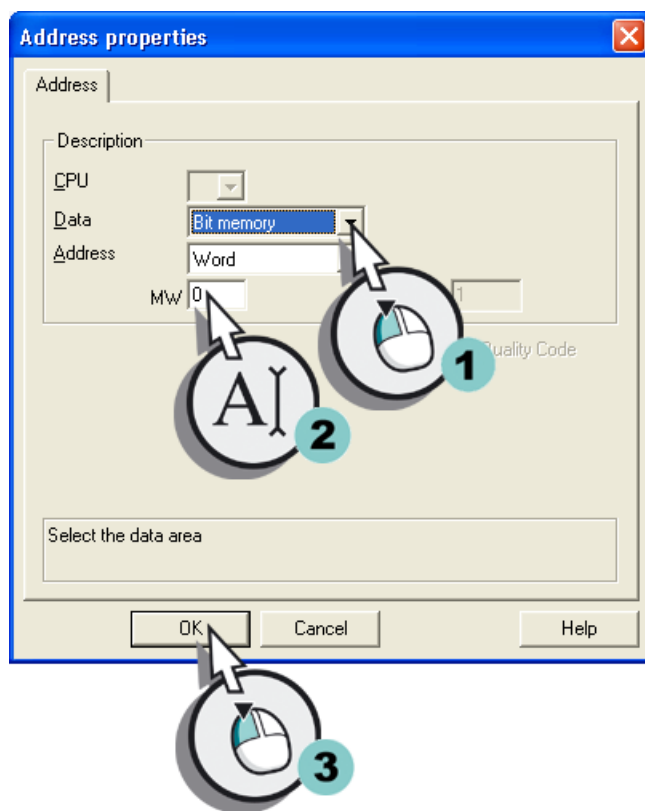 Address properties
Address
Description
CPU
Data Bit memory
Address Word
MW 0 1
1
Quality Code
A
2
Select the data area
OK Cancel Help
3